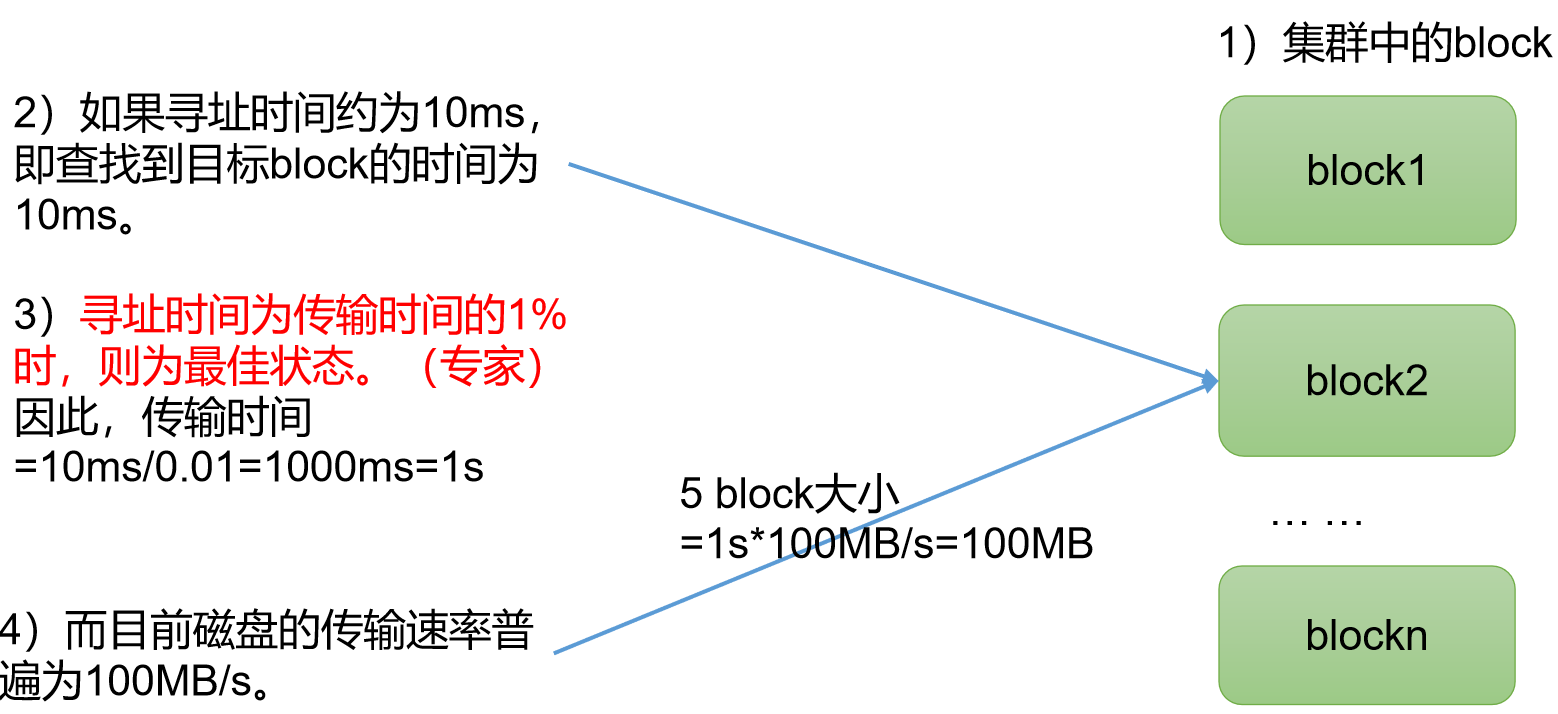 1）集群中的block
2）如果寻址时间约为10ms，
即查找到目标block的时间为
10ms。
block1
3）寻址时间为传输时间的1%
时，则为最佳状态。（专家）
因此，传输时间
=10ms/0.01=1000ms=1s
block2
5 block大小
=1s*100MB/s=100MB
... ...
4）而目前磁盘的传输速率普
遍为100MB/s。
blockn